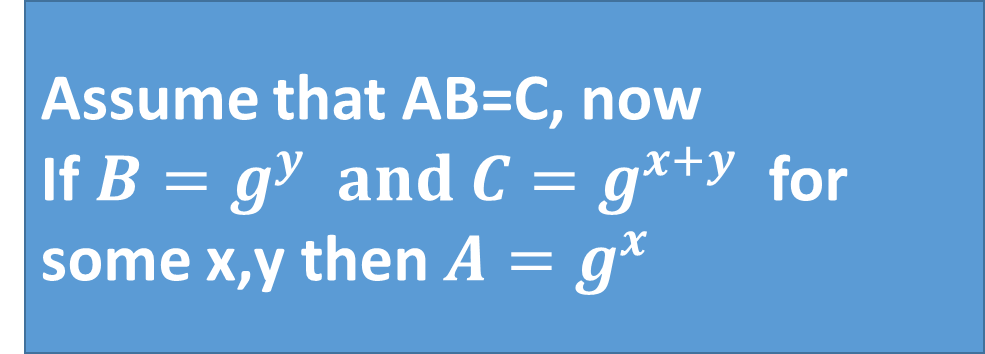 Assume that AB=C, now
If B = g^y and C = g^{x+y} for
some x,y then A = g^x